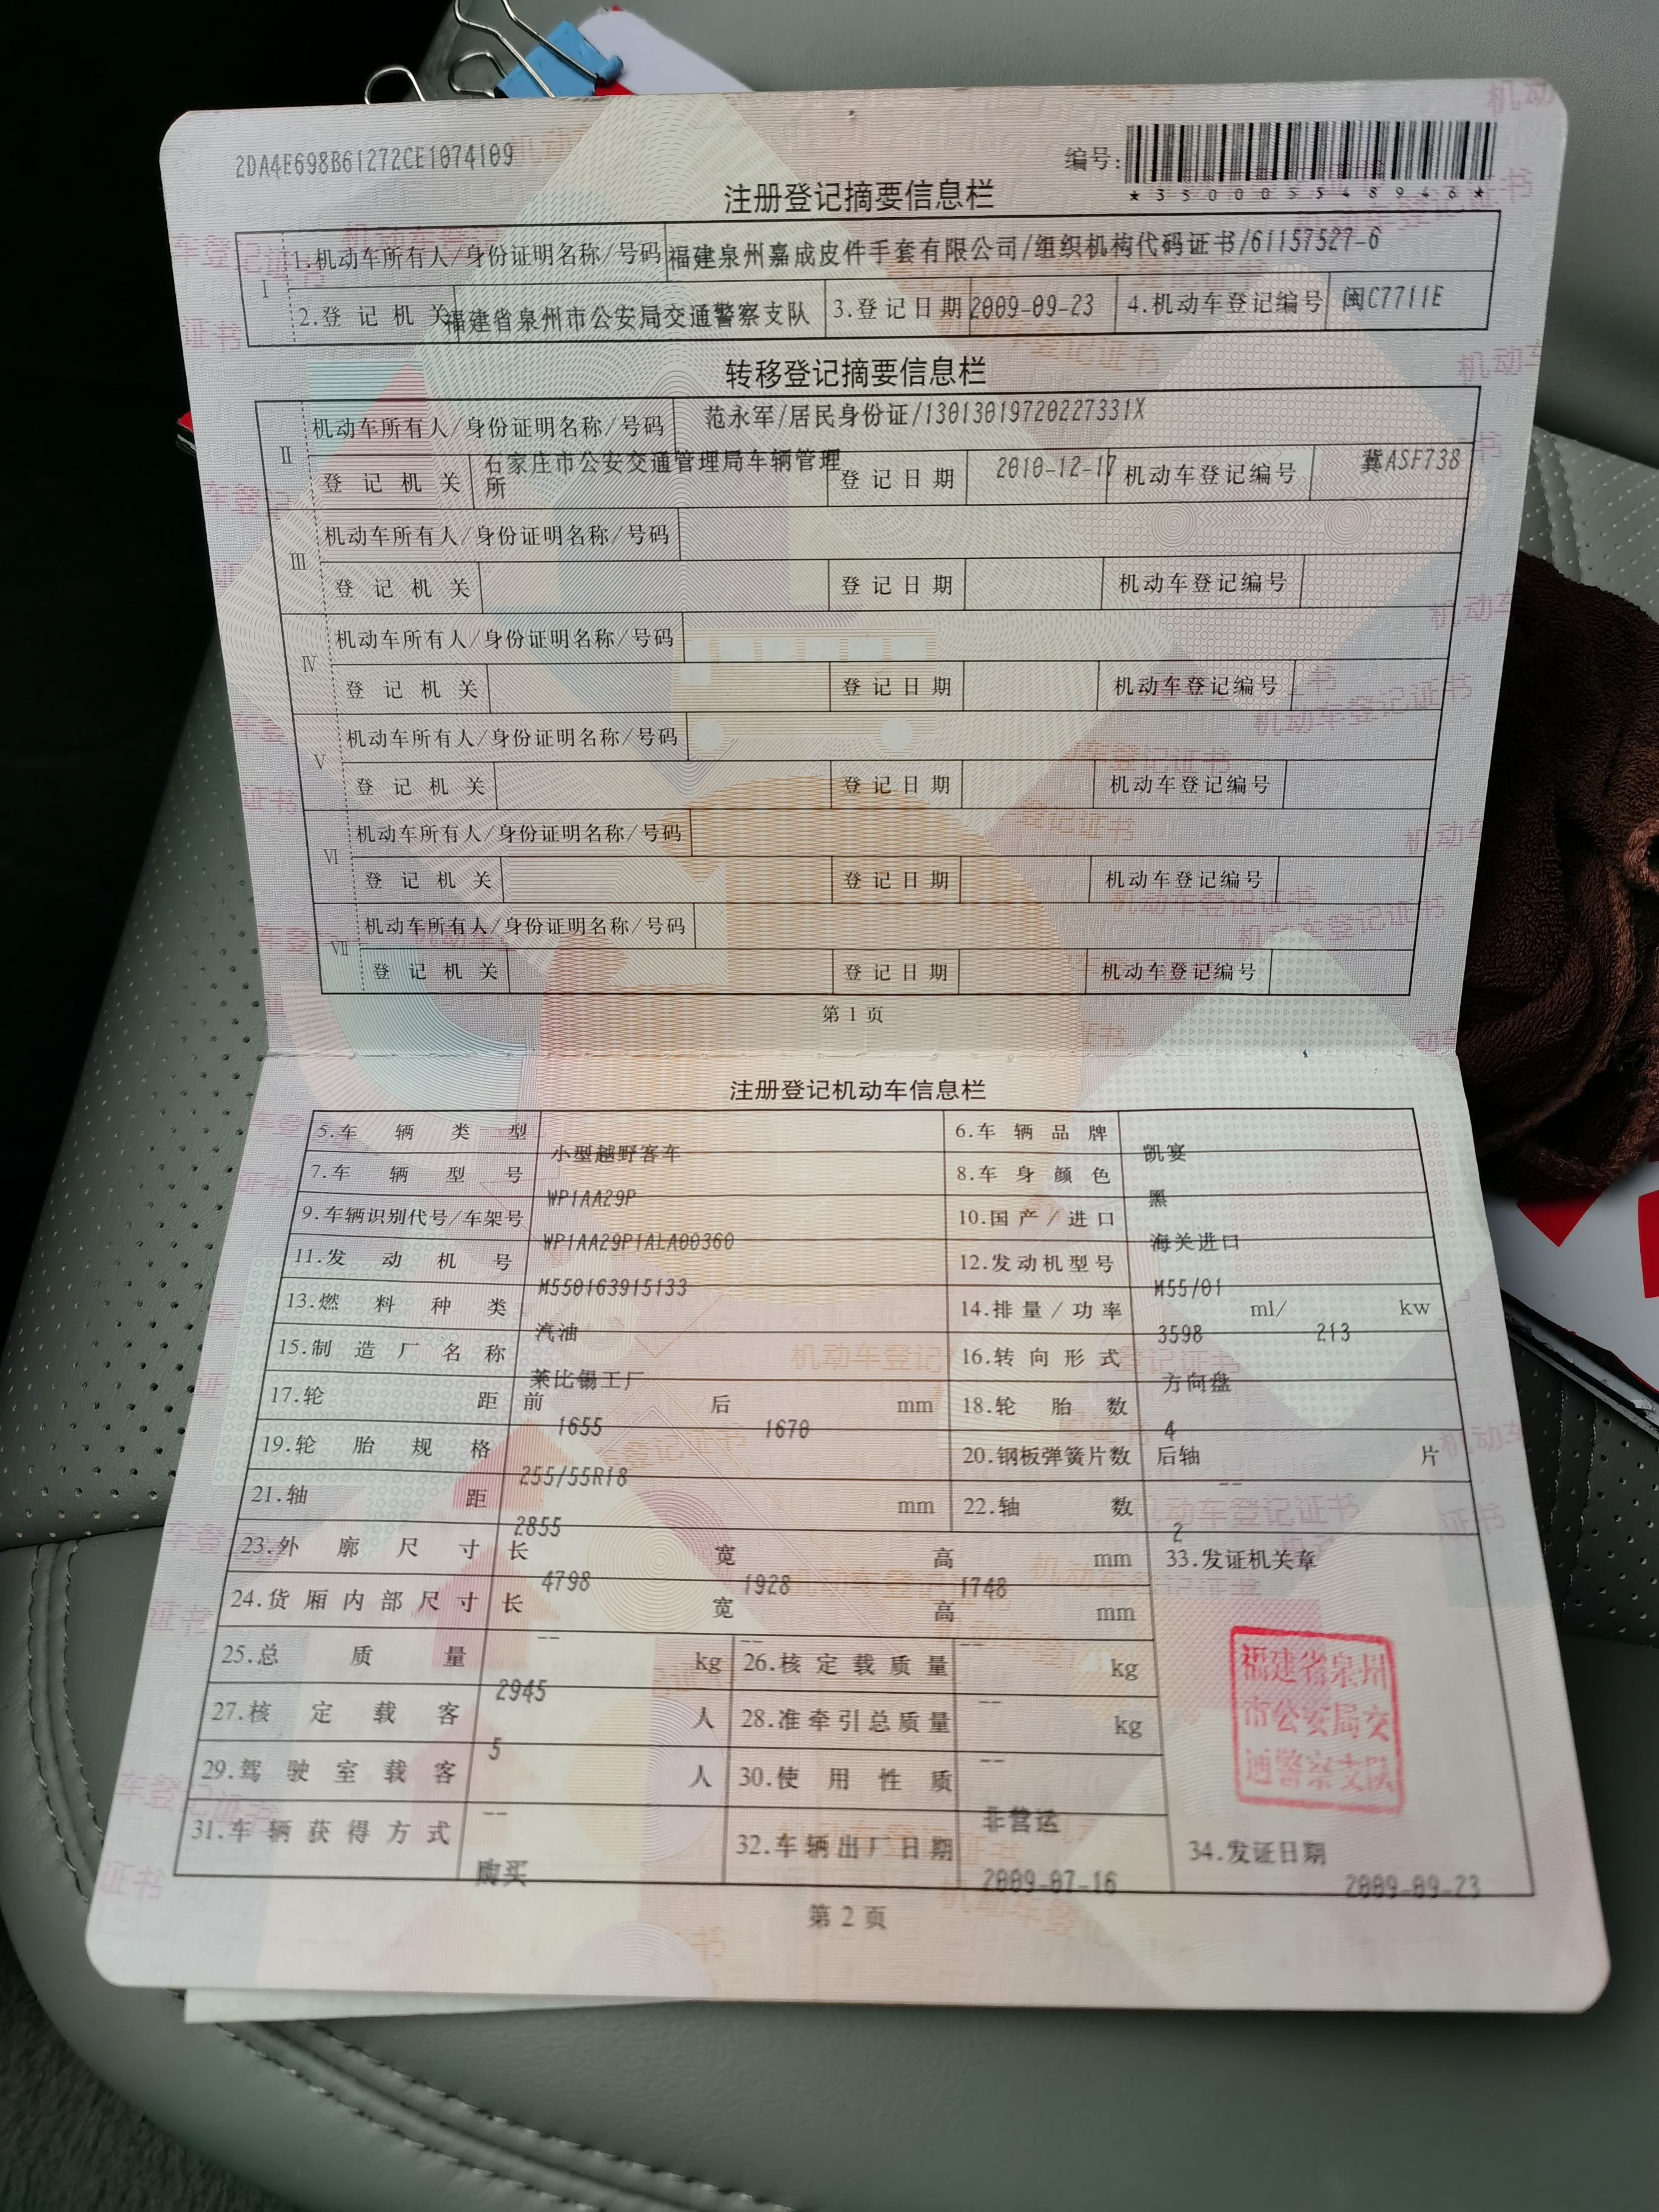 2DA4E698B61272CE1074109
编号:
*350005548946*
注册登记摘要信息栏
I 1.机动车所有人/身份证明名称/号码 福建泉州嘉成皮件手套有限公司/组织机构代码证书/61157527-6
2.登记机关 福建省泉州市公安局交通警察支队 3.登记日期 2009-09-23 4.机动车登记编号 闽C7711E
转移登记摘要信息栏
II 机动车所有人/身份证明名称/号码 范永军/居民身份证/13013019720227331X
登记机关 石家庄市公安交通管理局车辆管理所 登记日期 2010-12-17 机动车登记编号 冀ASF738
III 机动车所有人/身份证明名称/号码
登记机关 登记日期 机动车登记编号
IV 机动车所有人/身份证明名称/号码
登记机关 登记日期 机动车登记编号
V 机动车所有人/身份证明名称/号码
登记机关 登记日期 机动车登记编号
VI 机动车所有人/身份证明名称/号码
登记机关 登记日期 机动车登记编号
VII 机动车所有人/身份证明名称/号码
登记机关 登记日期 机动车登记编号
第1页
注册登记机动车信息栏
5.车辆类型 小型越野客车 6.车辆品牌 凯宴
7.车辆型号 WP1AA29P 8.车身颜色 黑
9.车辆识别代号/车架号 WP1AA29P1ALA00360 10.国产/进口 海关进口
11.发动机号 M550163915133 12.发动机型号 M55/01
13.燃料种类 汽油 14.排量/功率 3598 ml/ 213 kw
15.制造厂名称 莱比锡工厂 16.转向形式 方向盘
17.轮距 前 1655 后 1670 mm 18.轮胎数 4
19.轮胎规格 255/55R18 20.钢板弹簧片数 后轴 -- 片
21.轴距 2855 mm 22.轴数 2
23.外廓尺寸 长 4798 宽 1928 高 1748 mm 33.发证机关章
24.货厢内部尺寸 长 -- 宽 -- 高 -- mm
25.总质量 2945 kg 26.核定载质量 -- kg
27.核定载客 5 人 28.准牵引总质量 -- kg
29.驾驶室载客 -- 人 30.使用性质 非营运
31.车辆获得方式 购买 32.车辆出厂日期 2009-07-16 34.发证日期 2009-09-23
福建省泉州
市公安局交
通警察支队
第2页